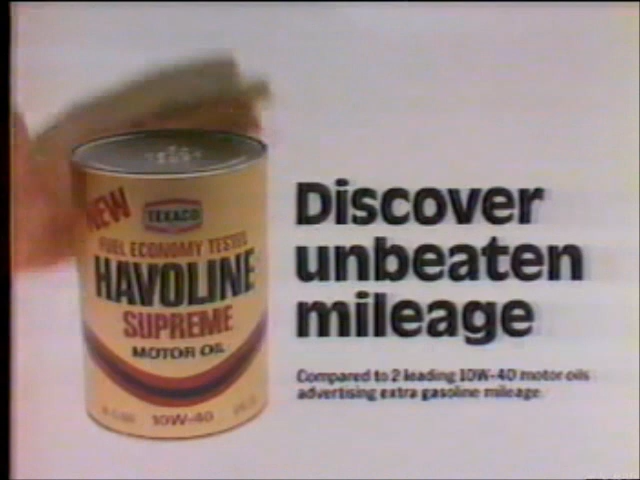 NEW
TEXACO
FUEL ECONOMY TESTED
HAVOLINE
SUPREME
MOTOR OIL
10W-40
Discover
unbeaten
mileage
Compared to 2 leading 10W-40 motor oils
advertising extra gasoline mileage